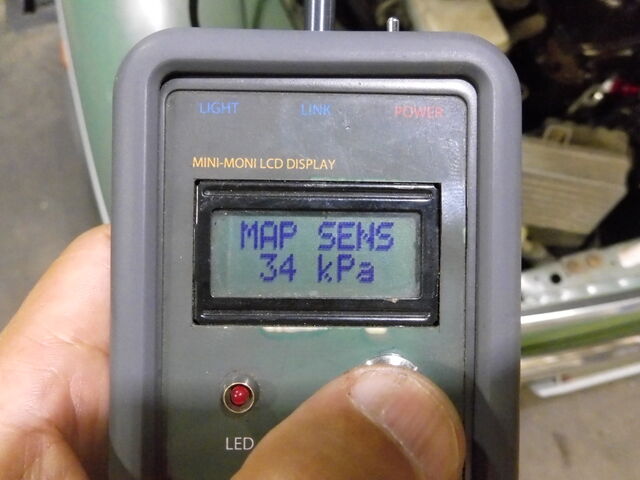 LIGHT LINK POWER
MINI-MONI LCD DISPLAY
MAP SENS
34 kPa
LED